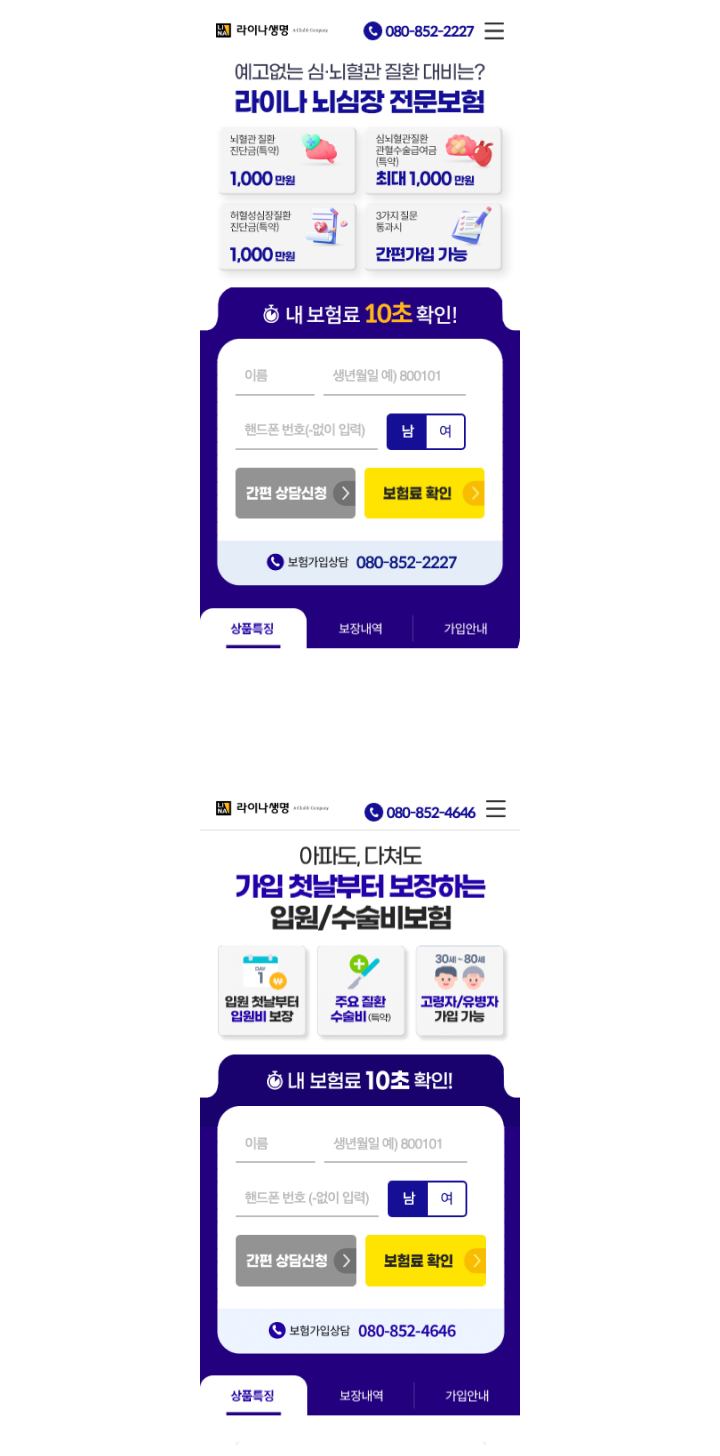 LINA 라이나생명 A Chubb Company 080-852-2227
예고없는 심·뇌혈관 질환 대비는?
라이나 뇌심장 전문보험
뇌혈관 질환
진단금(특약)
1,000 만원
심뇌혈관질환
관혈수술급여금
(특약)
최대 1,000 만원
허혈성심장질환
진단금(특약)
1,000 만원
3가지 질문
통과시
간편가입 가능
내 보험료 10초 확인!
이름 생년월일 예) 800101
핸드폰 번호(-없이 입력) 남 여
간편 상담신청 보험료 확인
보험가입상담 080-852-2227
상품특징 보장내역 가입안내
LINA 라이나생명 A Chubb Company 080-852-4646
아파도, 다쳐도
가입 첫날부터 보장하는
입원/수술비보험
DAY
1
₩
입원 첫날부터
입원비 보장
주요 질환
수술비 (특약)
30세~80세
고령자/유병자
가입 가능
내 보험료 10초 확인!
이름 생년월일 예) 800101
핸드폰 번호 (-없이 입력) 남 여
간편 상담신청 보험료 확인
보험가입상담 080-852-4646
상품특징 보장내역 가입안내